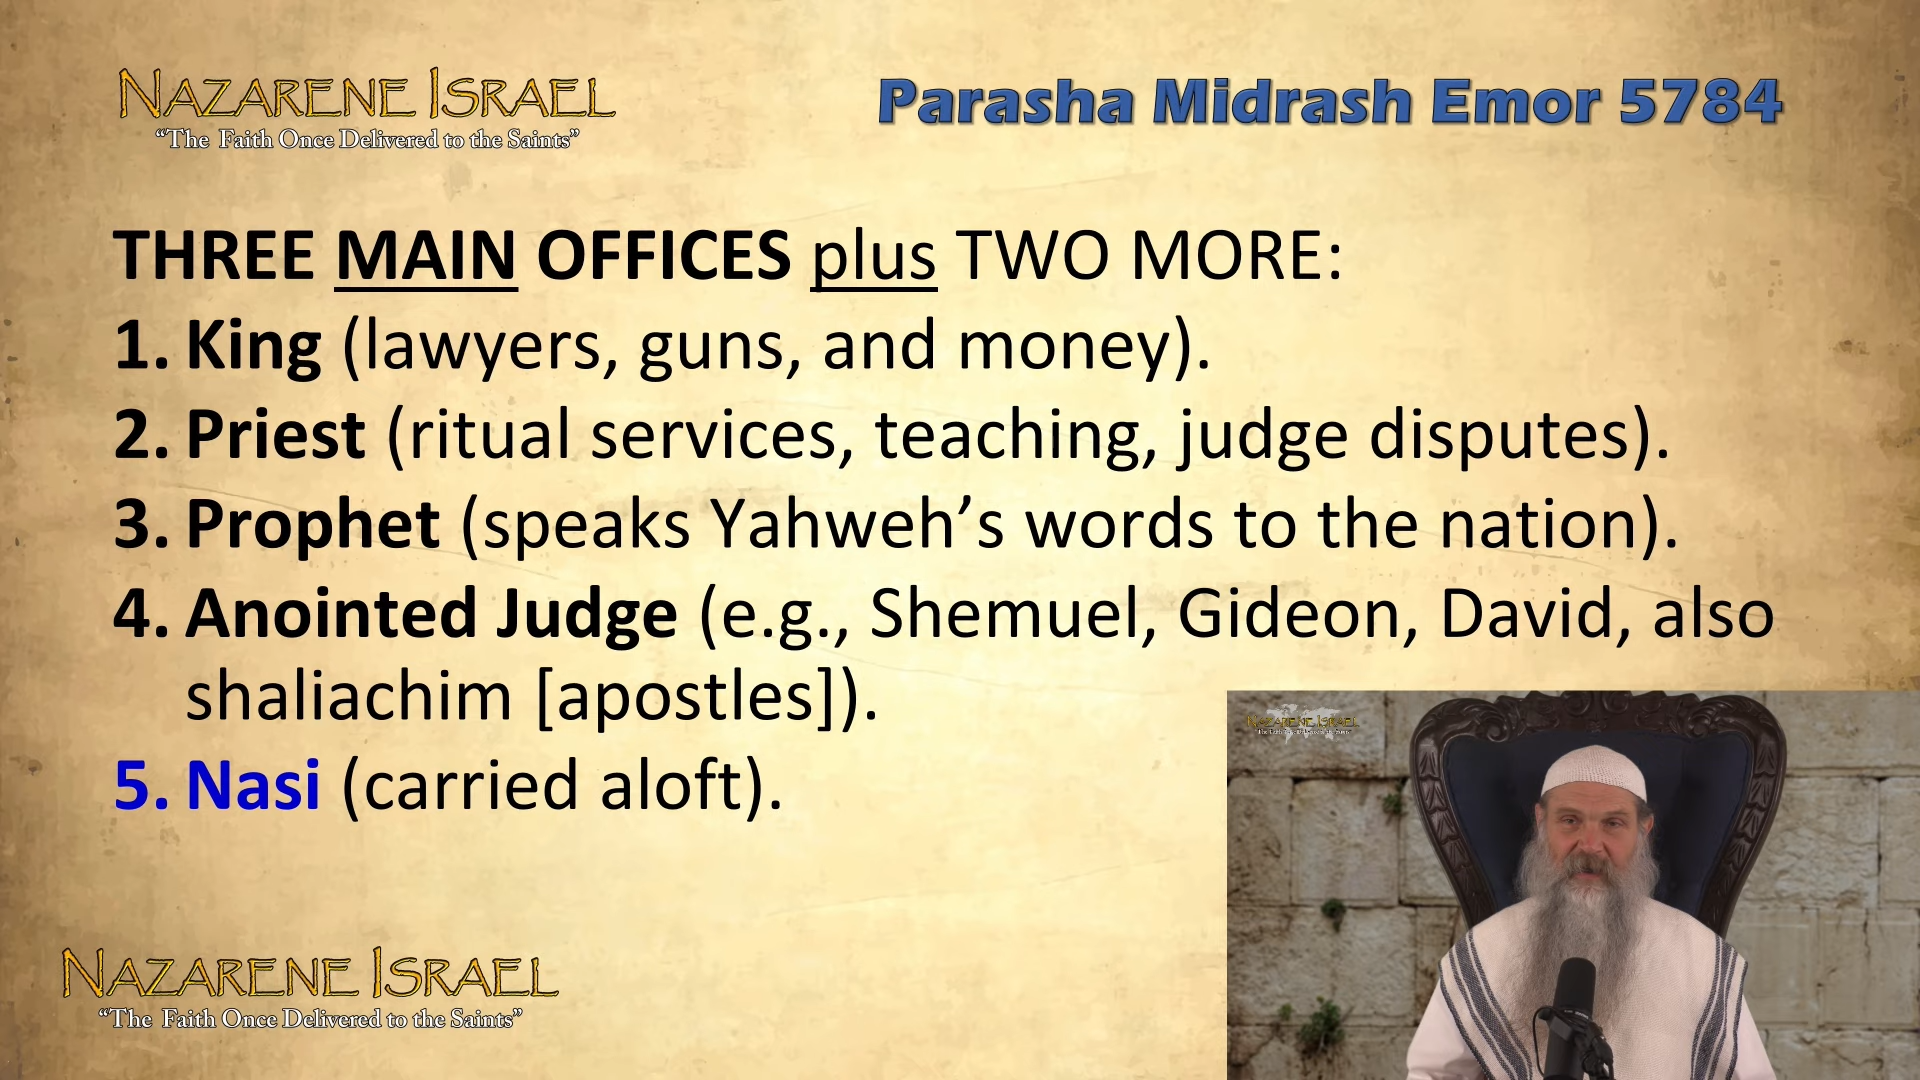 NAZARENE ISRAEL
“The Faith Once Delivered to the Saints”
Parasha Midrash Emor 5784
THREE MAIN OFFICES plus TWO MORE:
1. King (lawyers, guns, and money).
2. Priest (ritual services, teaching, judge disputes).
3. Prophet (speaks Yahweh’s words to the nation).
4. Anointed Judge (e.g., Shemuel, Gideon, David, also
shaliachim [apostles]).
5. Nasi (carried aloft).
NAZARENE ISRAEL
NAZARENE ISRAEL
“The Faith Once Delivered to the Saints”